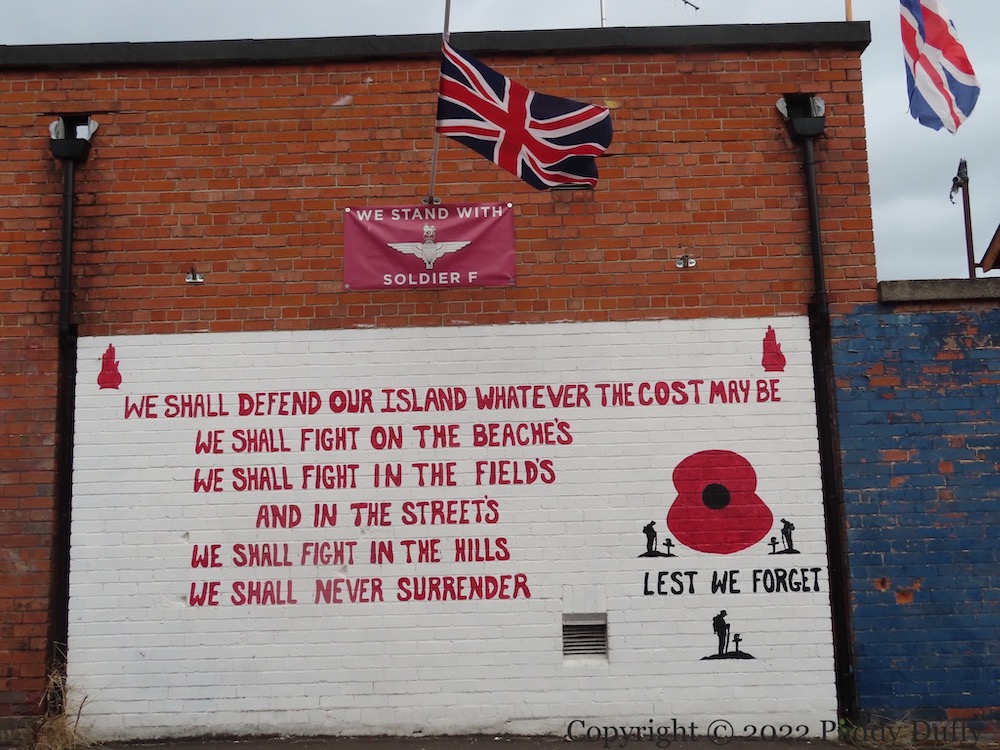 WE STAND WITH
SOLDIER F
WE SHALL DEFEND OUR ISLAND WHATEVER THE COST MAY BE
WE SHALL FIGHT ON THE BEACHE'S
WE SHALL FIGHT IN THE FIELD'S
AND IN THE STREET'S
WE SHALL FIGHT IN THE HILLS
WE SHALL NEVER SURRENDER
LEST WE FORGET
Copyright © 2022 Paddy Duffy